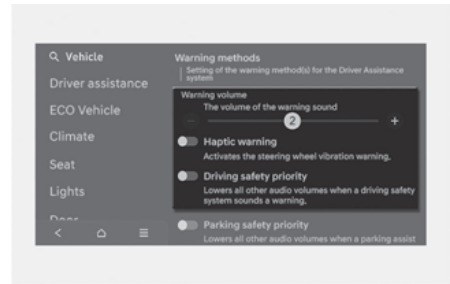 Vehicle
Driver assistance
ECO Vehicle
Climate
Seat
Lights
Door
Warning methods
Setting of the warning method(s) for the Driver Assistance
system
Warning volume
The volume of the warning sound
- 2 +
Haptic warning
Activates the steering wheel vibration warning.
Driving safety priority
Lowers all other audio volumes when a driving safety
system sounds a warning.
Parking safety priority
Lowers all other audio volumes when a parking assist